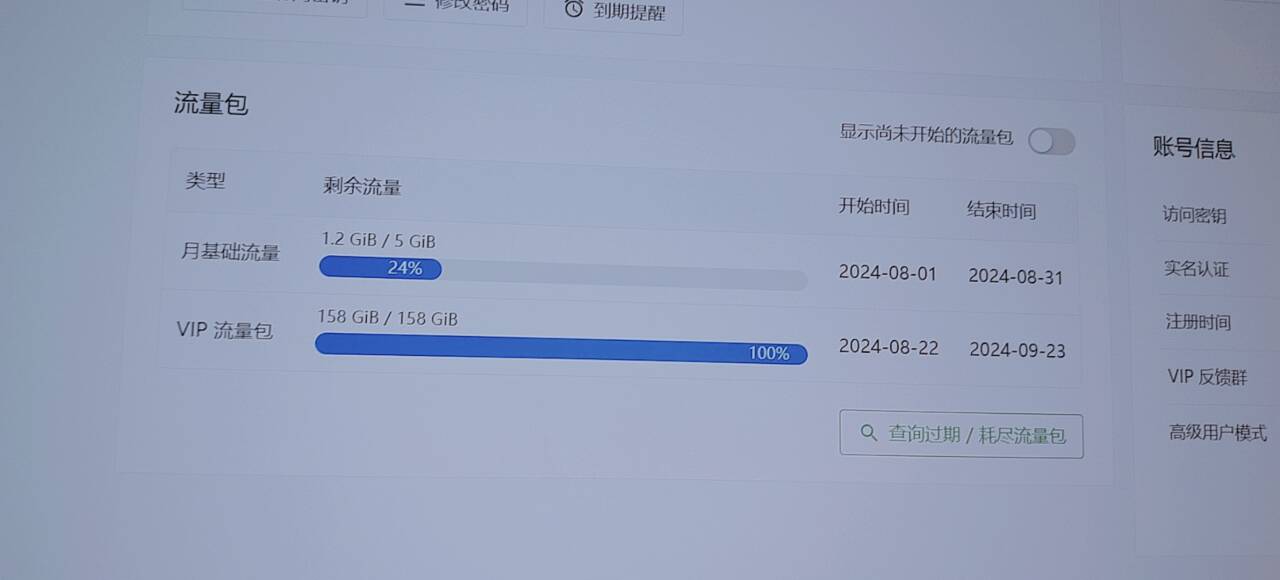 修改密码
到期提醒
流量包
显示尚未开始的流量包
类型 剩余流量 开始时间 结束时间
月基础流量 1.2 GiB / 5 GiB 24% 2024-08-01 2024-08-31
VIP 流量包 158 GiB / 158 GiB 100% 2024-08-22 2024-09-23
查询过期 / 耗尽流量包
账号信息
访问密钥
实名认证
注册时间
VIP 反馈群
高级用户模式